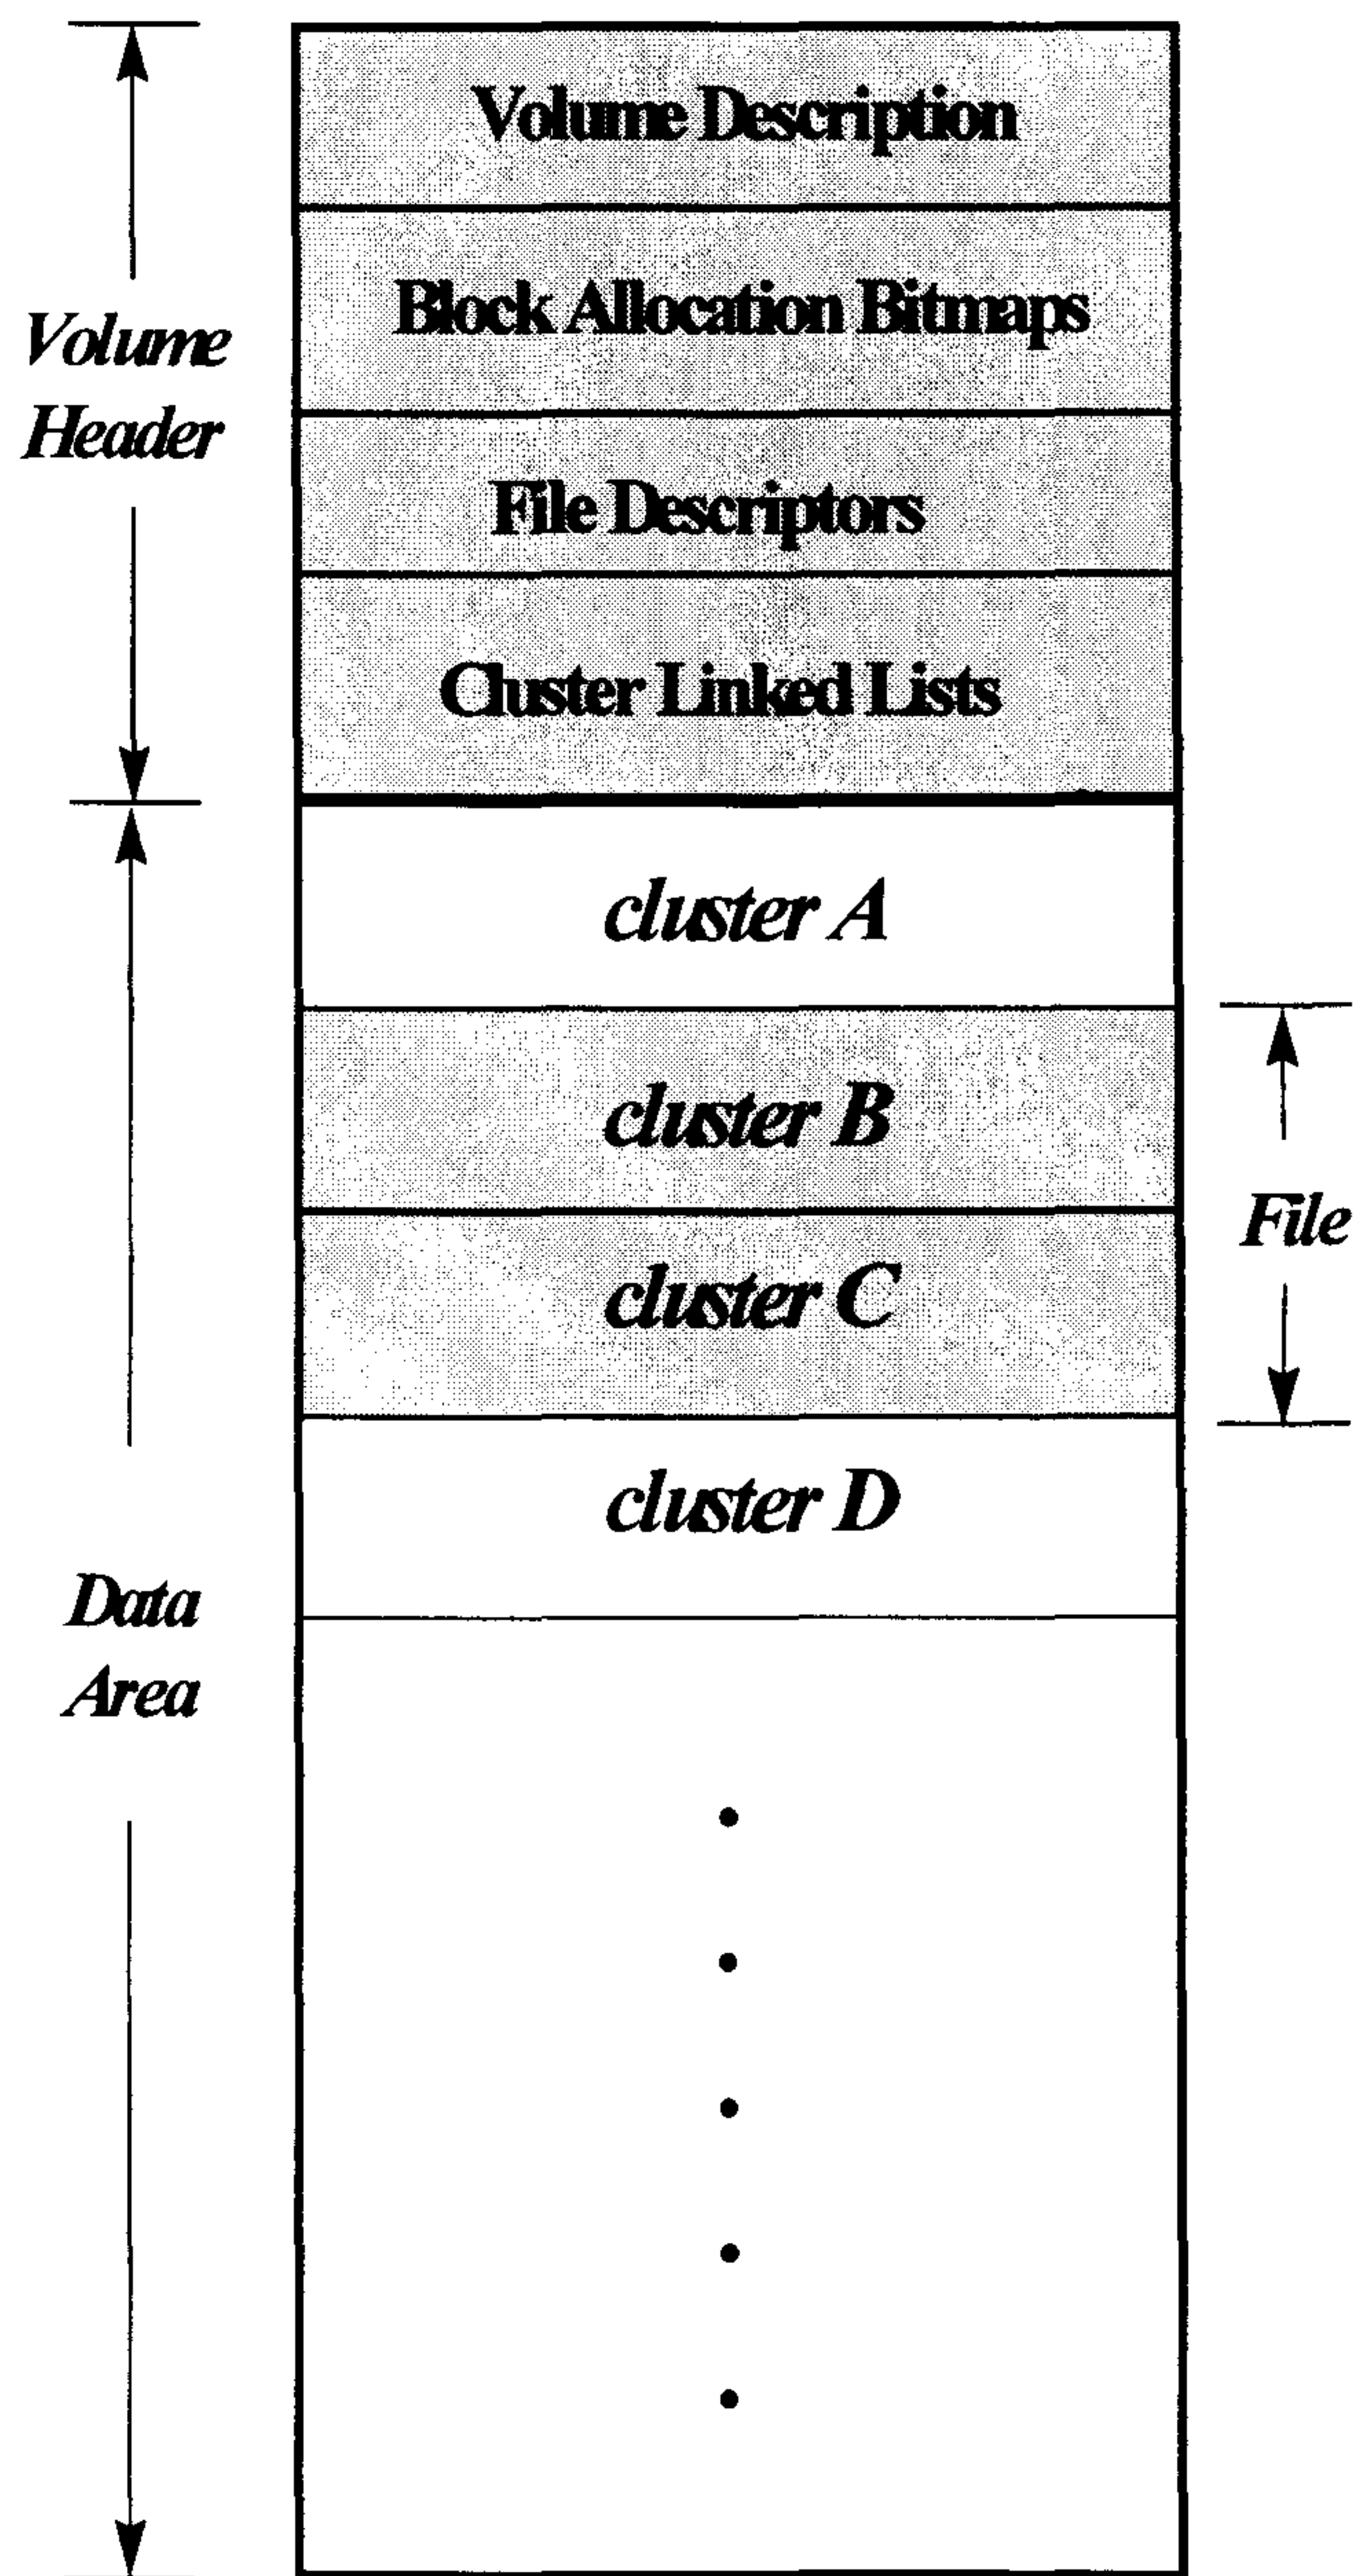 Volume Description
Block Allocation Bitmaps
Volume
Header
File Descriptors
Cluster Linked Lists
cluster A
cluster B
File
cluster C
cluster D
Data
Area